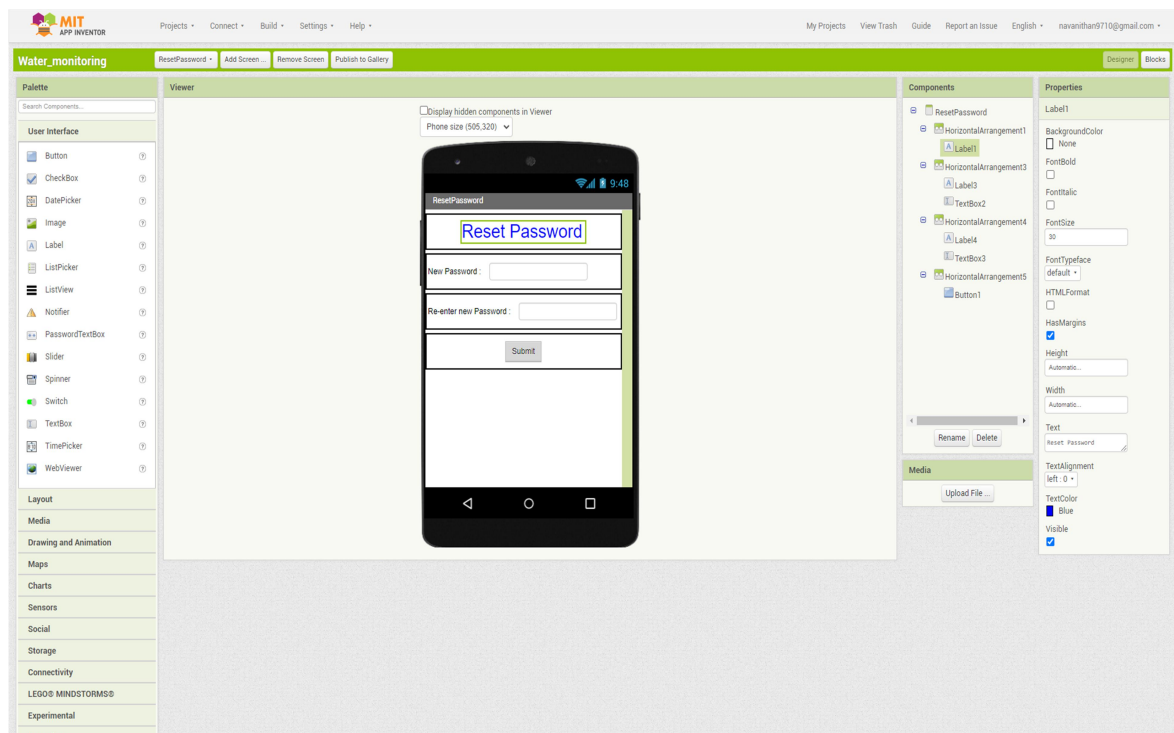 MIT
APP INVENTOR
Projects Connect Build Settings Help
My Projects View Trash Guide Report an Issue English navanithan9710@gmail.com
Water_monitoring
ResetPassword Add Screen ... Remove Screen Publish to Gallery
Designer Blocks
Palette
Search Components...
User Interface
Button
CheckBox
DatePicker
Image
Label
ListPicker
ListView
Notifier
PasswordTextBox
Slider
Spinner
Switch
TextBox
TimePicker
WebViewer
Layout
Media
Drawing and Animation
Maps
Charts
Sensors
Social
Storage
Connectivity
LEGO® MINDSTORMS®
Experimental
Viewer
Display hidden components in Viewer
Phone size (505,320)
9:48
ResetPassword
Reset Password
New Password :
Re-enter new Password :
Submit
Components
ResetPassword
HorizontalArrangement1
Label1
HorizontalArrangement3
Label3
TextBox2
HorizontalArrangement4
Label4
TextBox3
HorizontalArrangement5
Button1
Rename Delete
Media
Upload File ...
Properties
Label1
BackgroundColor
None
FontBold
FontItalic
FontSize
30
FontTypeface
default
HTMLFormat
HasMargins
Height
Automatic...
Width
Automatic...
Text
Reset Password
TextAlignment
left : 0
TextColor
Blue
Visible